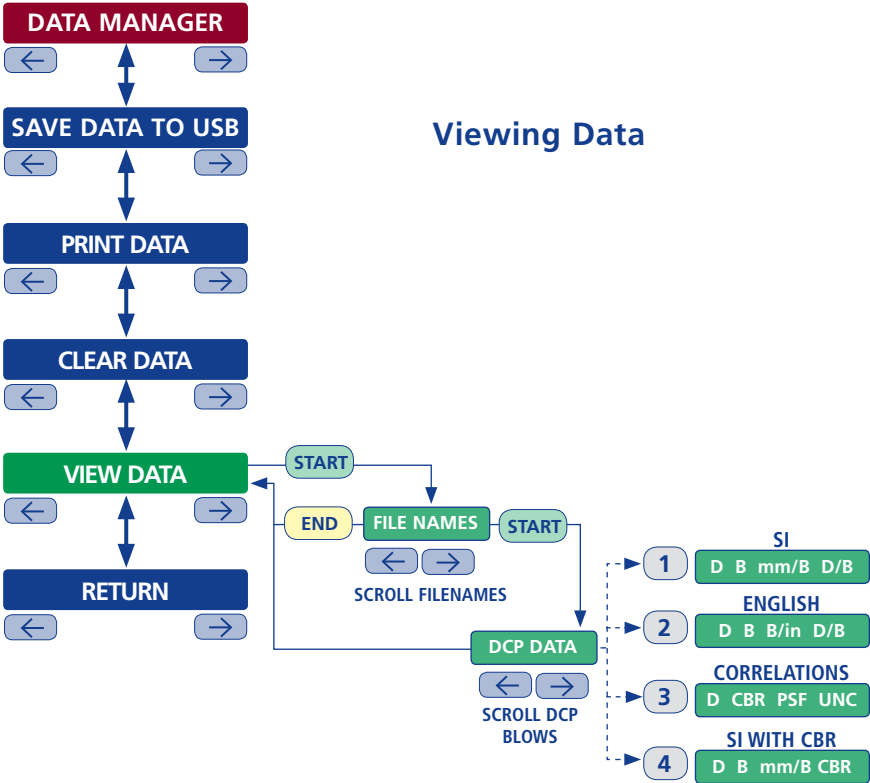 DATA MANAGER
← →
SAVE DATA TO USB
← →
Viewing Data
PRINT DATA
← →
CLEAR DATA
← →
VIEW DATA
START
← →
END
FILE NAMES
START
← →
SCROLL FILENAMES
RETURN
← →
DCP DATA
← →
SCROLL DCP
BLOWS
SI
1 D B mm/B D/B
ENGLISH
2 D B B/in D/B
CORRELATIONS
3 D CBR PSF UNC
SI WITH CBR
4 D B mm/B CBR